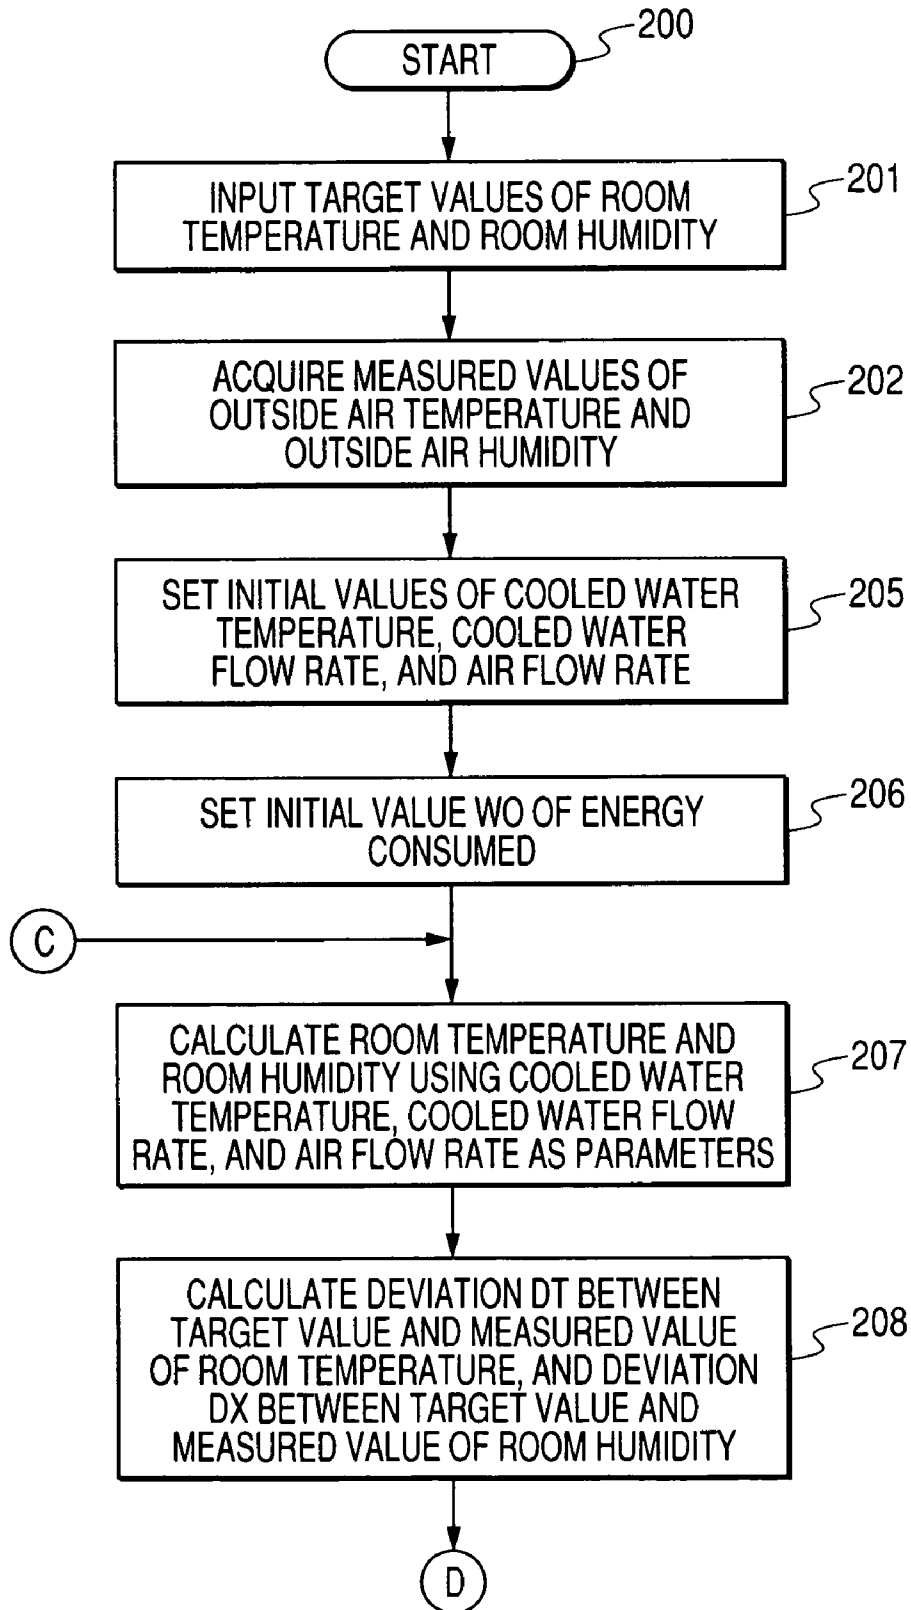 START
200
INPUT TARGET VALUES OF ROOM
TEMPERATURE AND ROOM HUMIDITY
201
ACQUIRE MEASURED VALUES OF
OUTSIDE AIR TEMPERATURE AND
OUTSIDE AIR HUMIDITY
202
SET INITIAL VALUES OF COOLED WATER
TEMPERATURE, COOLED WATER
FLOW RATE, AND AIR FLOW RATE
205
SET INITIAL VALUE WO OF ENERGY
CONSUMED
206
C
CALCULATE ROOM TEMPERATURE AND
ROOM HUMIDITY USING COOLED WATER
TEMPERATURE, COOLED WATER FLOW
RATE, AND AIR FLOW RATE AS PARAMETERS
207
CALCULATE DEVIATION DT BETWEEN
TARGET VALUE AND MEASURED VALUE
OF ROOM TEMPERATURE, AND DEVIATION
DX BETWEEN TARGET VALUE AND
MEASURED VALUE OF ROOM HUMIDITY
208
D